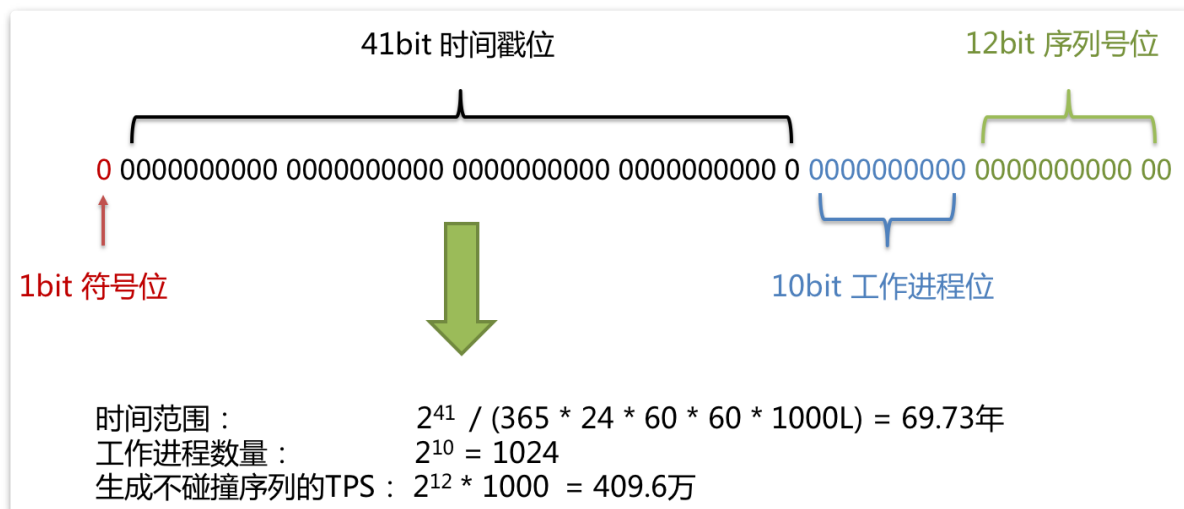 41bit 时间戳位 12bit 序列号位
0 0000000000 0000000000 0000000000 0000000000 0 0000000000 0000000000 00
1bit 符号位 10bit 工作进程位
时间范围： 2⁴¹ / (365 * 24 * 60 * 60 * 1000L) = 69.73年
工作进程数量： 2¹⁰ = 1024
生成不碰撞序列的TPS： 2¹² * 1000 = 409.6万